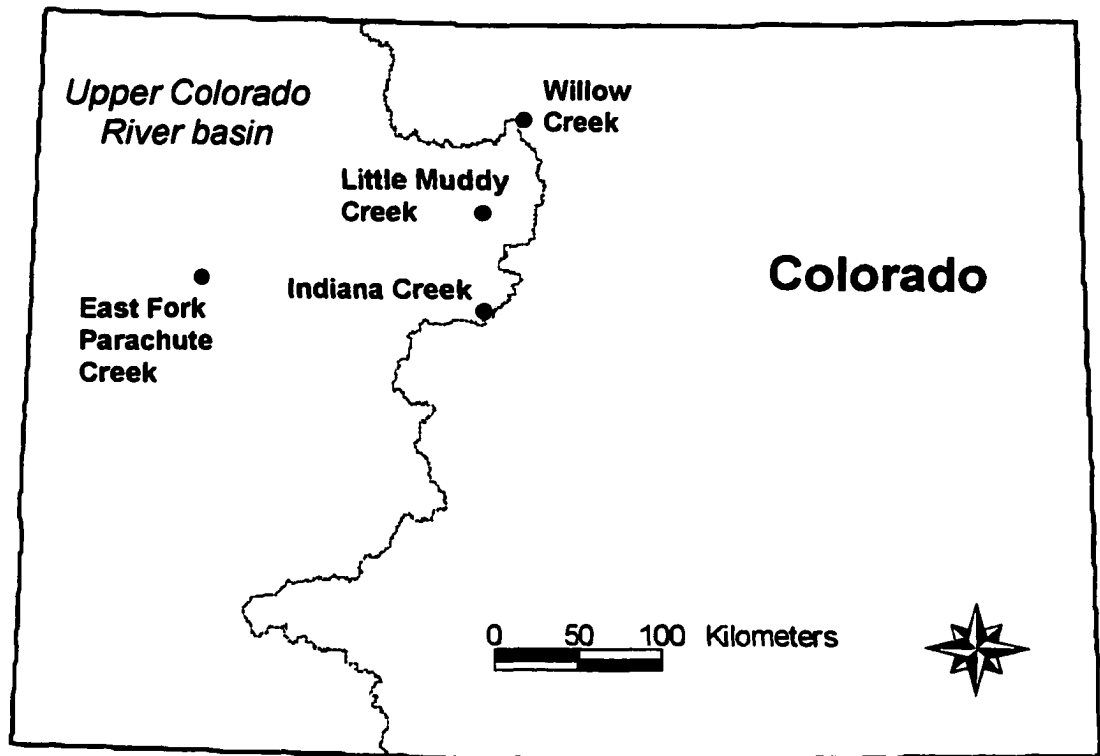 Upper Colorado
River basin
Willow
Creek
Little Muddy
Creek
Colorado
Indiana Creek
East Fork
Parachute
Creek
0 50 100 Kilometers